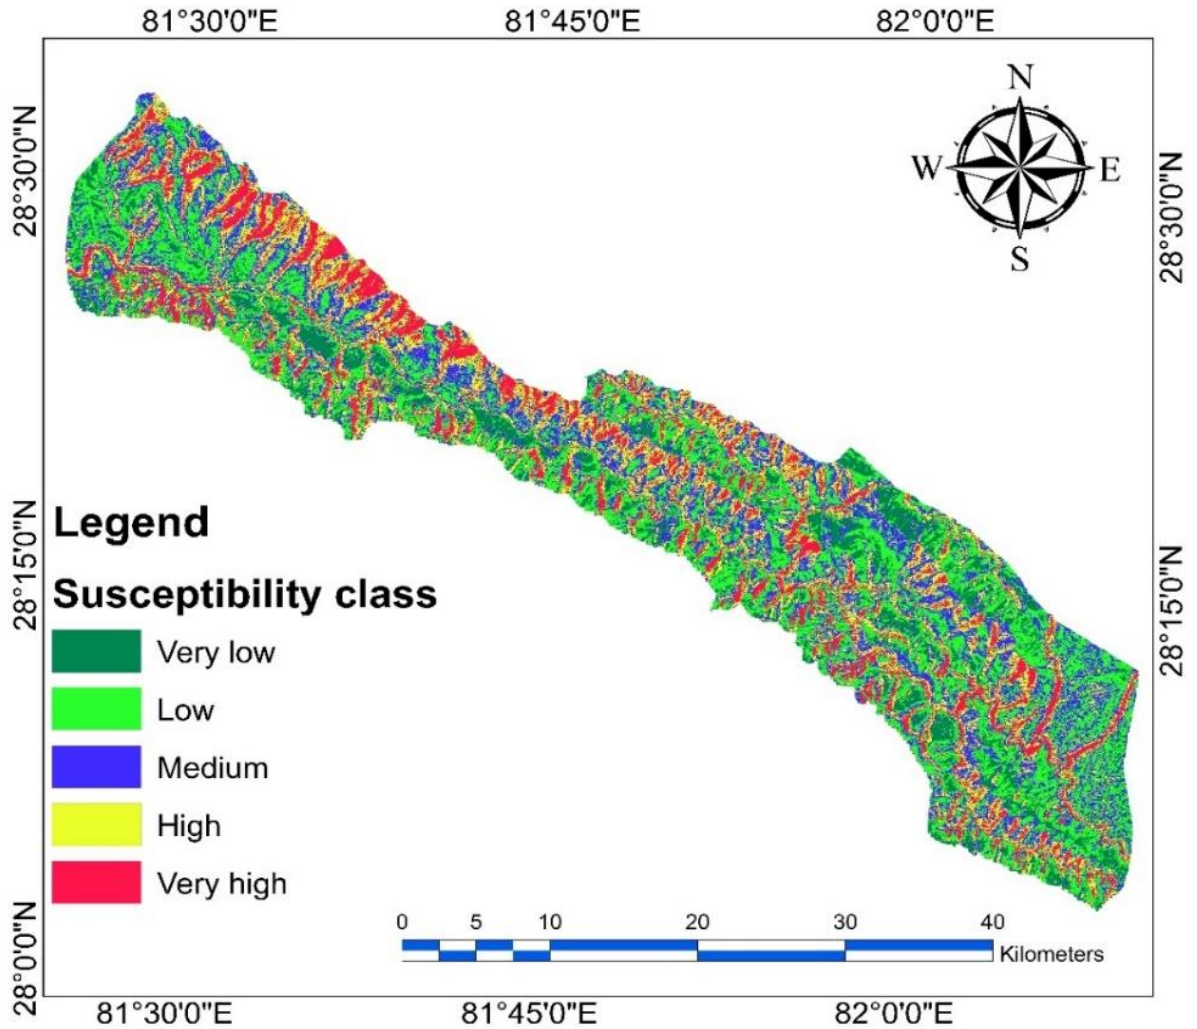 81°30'0"E 81°45'0"E 82°0'0"E
N
W E
S
28°30'0"N 28°30'0"N
28°15'0"N 28°15'0"N
28°0'0"N
Legend
Susceptibility class
Very low
Low
Medium
High
Very high
0 5 10 20 30 40
Kilometers
81°30'0"E 81°45'0"E 82°0'0"E